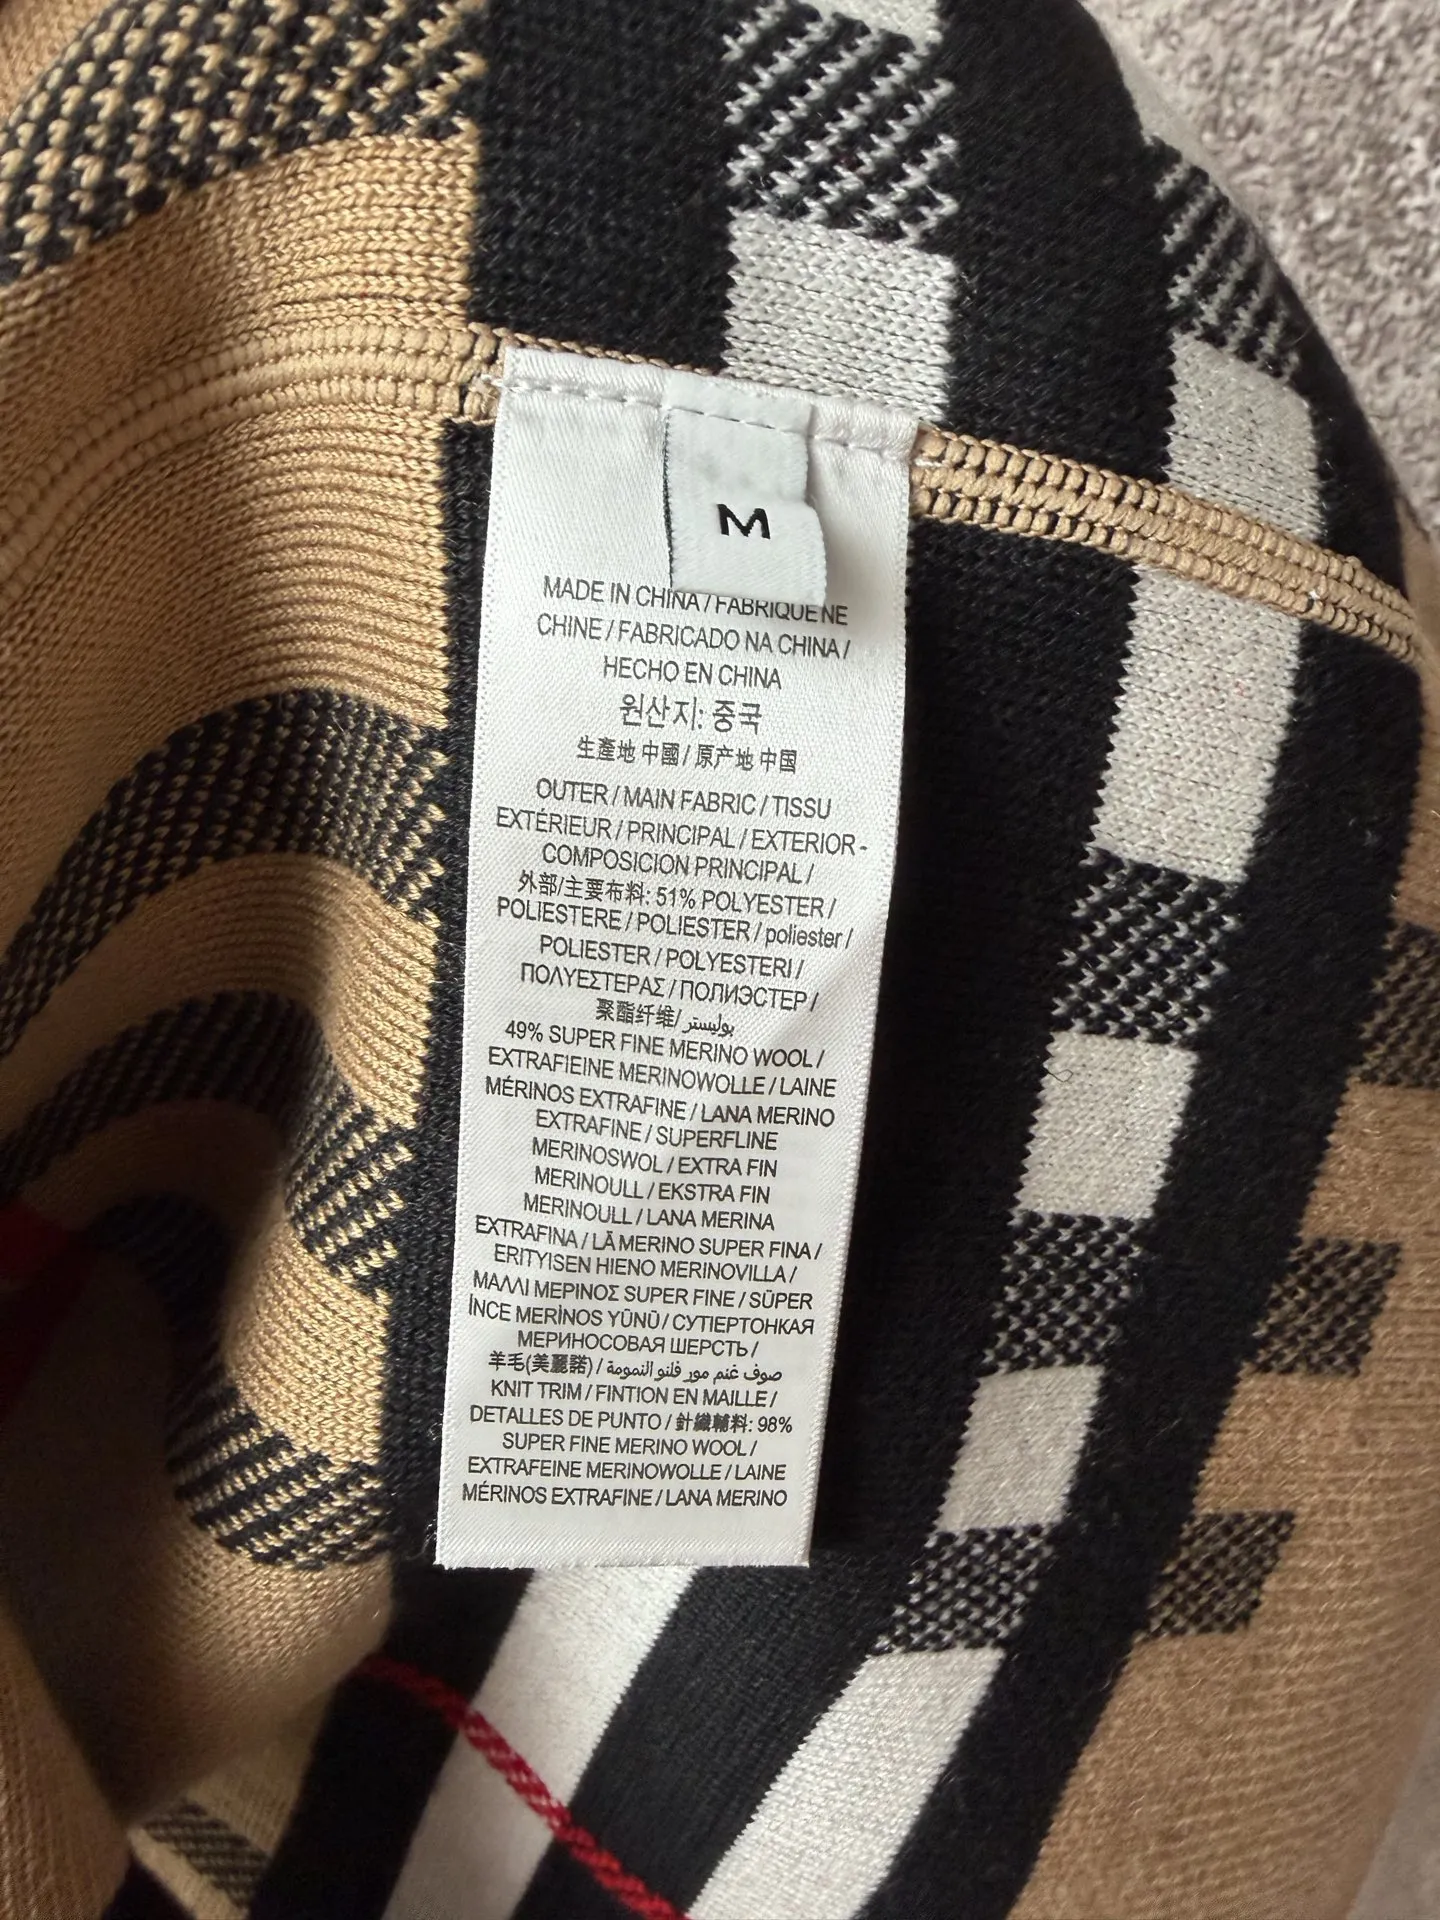 M
MADE IN CHINA / FABRIQUE NE
CHINE / FABRICADO NA CHINA /
HECHO EN CHINA
원산지: 중국
生產地 中國 / 原产地 中国
OUTER / MAIN FABRIC / TISSU
EXTÉRIEUR / PRINCIPAL / EXTERIOR -
COMPOSICION PRINCIPAL /
外部/主要布料: 51% POLYESTER /
POLIESTERE / POLIESTER / poliester /
POLIESTER / POLYESTERI /
ΠΟΛΥΕΣΤΕΡΑΣ / ПОЛИЭСТЕР /
聚酯纤维/ بوليستر
49% SUPER FINE MERINO WOOL /
EXTRAFIEINE MERINOWOLLE / LAINE
MÉRINOS EXTRAFINE / LANA MERINO
EXTRAFINE / SUPERFLINE
MERINOSWOL / EXTRA FIN
MERINOULL / EKSTRA FIN
MERINOULL / LANA MERINA
EXTRAFINA / LÃ MERINO SUPER FINA /
ERITYISEN HIENO MERINOVILLA /
ΜΑΛΛΙ ΜΕΡΙΝΟΣ SUPER FINE / SÜPER
İNCE MERİNOS YÜNÜ / СУПЕРТОНКАЯ
МЕРИНОСОВАЯ ШЕРСТЬ /
羊毛(美麗諾) / صوف غنم مور فلنو النمومة /
KNIT TRIM / FINTION EN MAILLE /
DETALLES DE PUNTO / 針織輔料: 98%
SUPER FINE MERINO WOOL /
EXTRAFEINE MERINOWOLLE / LAINE
MÉRINOS EXTRAFINE / LANA MERINO